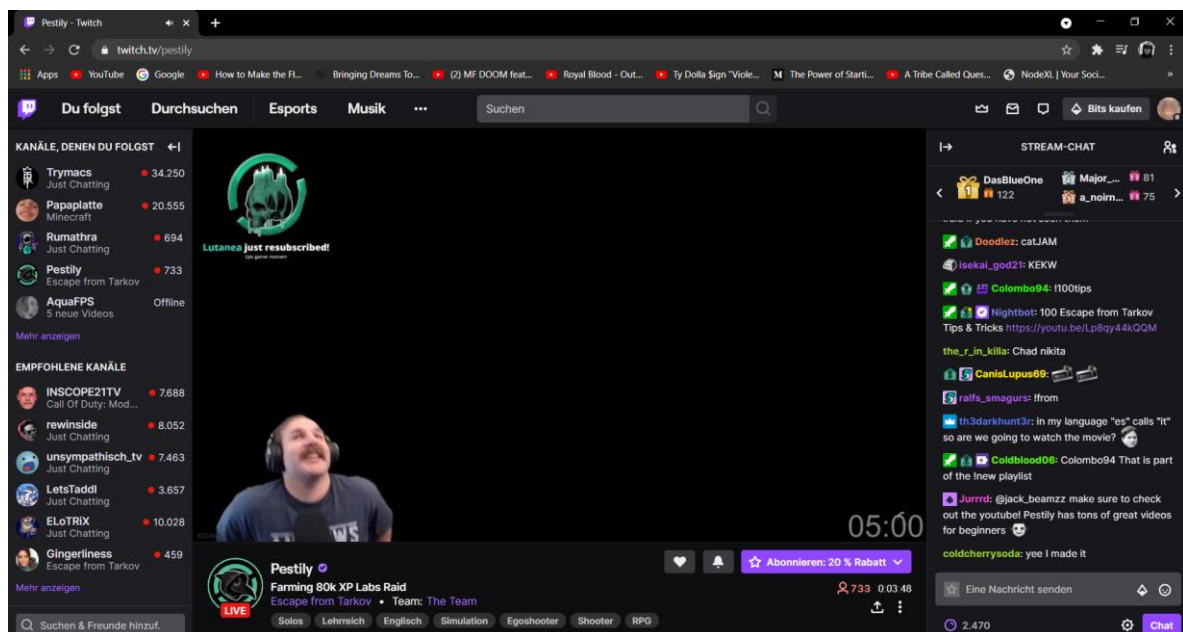 Pestily - Twitch
twitch.tv/pestily
Apps YouTube Google How to Make the Fl... Bringing Dreams To... (2) MF DOOM feat... Royal Blood - Out... Ty Dolla $ign "Viole... M The Power of Starti... A Tribe Called Ques... NodeXL | Your Soci... »
Du folgst Durchsuchen Esports Musik ••• Suchen Bits kaufen
KANÄLE, DENEN DU FOLGST
Trymacs 34.250
Just Chatting
Papaplatte 20.555
Minecraft
Rumathra 694
Just Chatting
Pestily 733
Escape from Tarkov
AquaFPS Offline
5 neue Videos
Mehr anzeigen
EMPFOHLENE KANÄLE
INSCOPE21TV 7.688
Call Of Duty: Mod...
rewinside 8.052
Just Chatting
unsympathisch_tv 7.463
Just Chatting
LetsTaddl 3.657
Just Chatting
ELoTRiX 10.028
Just Chatting
Gingerliness 459
Escape from Tarkov
Mehr anzeigen
Suchen & Freunde hinzuf.
Lutanea just resubscribed!
Epic gamer moment
05:00
Pestily
Farming 80k XP Labs Raid
Escape from Tarkov • Team: The Team
Solos Lehrreich Englisch Simulation Egoshooter Shooter RPG
LIVE
Abonnieren: 20 % Rabatt
733 0:03:48
STREAM-CHAT
DasBlueOne
1 122
Major_... 81
a_noirn... 75
Doodlez: catJAM
isekai_god21: KEKW
Colombo94: !100tips
Nightbot: 100 Escape from Tarkov
Tips & Tricks https://youtu.be/Lp8qy44kQQM
the_r_in_killa: Chad nikita
CanisLupus69:
ralfs_smagurs: !from
th3darkhunt3r: in my language "es" calls "it"
so are we going to watch the movie?
Coldblood06: Colombo94 That is part
of the !new playlist
Jurrrd: @jack_beamzz make sure to check
out the youtube! Pestily has tons of great videos
for beginners
coldcherrysoda: yee I made it
Eine Nachricht senden
2.470 Chat